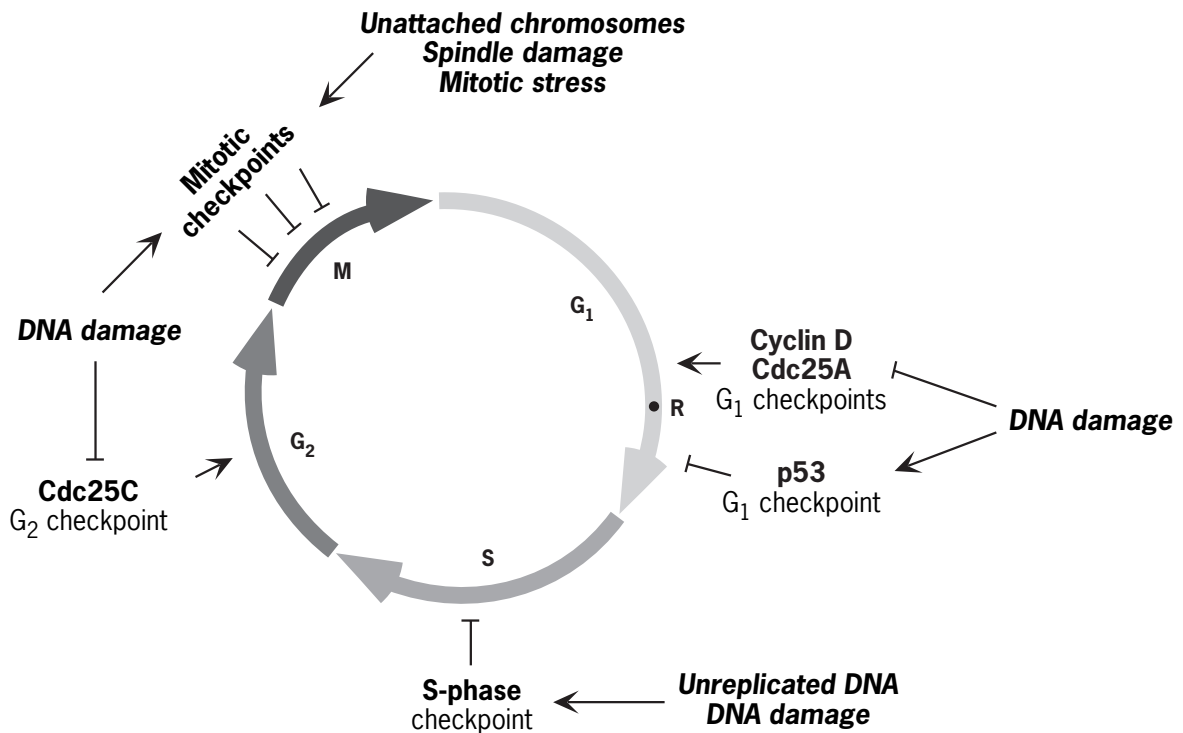 Unattached chromosomes
Spindle damage
Mitotic stress
Mitotic
checkpoints
M
G1
DNA damage
Cyclin D
Cdc25A
G1 checkpoints
R
DNA damage
G2
p53
G1 checkpoint
Cdc25C
G2 checkpoint
S
S-phase
checkpoint
Unreplicated DNA
DNA damage